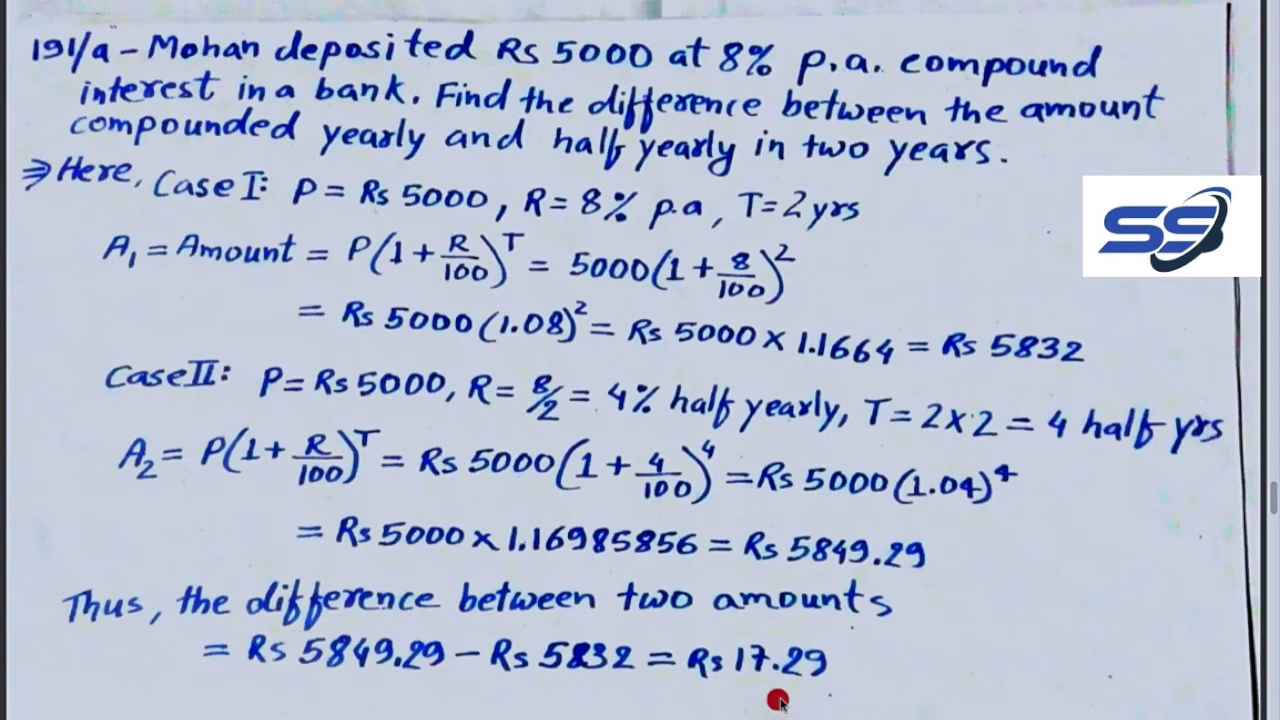 191/a - Mohan deposited Rs 5000 at 8% p.a. compound
interest in a bank. Find the difference between the amount
compounded yearly and half yearly in two years.
⇒ Here, Case I: P = Rs 5000, R = 8% p.a, T = 2 yrs
A₁ = Amount = P(1 + R/100)^T = 5000(1 + 8/100)²
= Rs 5000 (1.08)² = Rs 5000 × 1.1664 = Rs 5832
Case II: P = Rs 5000, R = 8/2 = 4% half yearly, T = 2×2 = 4 half yrs
A₂ = P(1 + R/100)^T = Rs 5000(1 + 4/100)⁴ = Rs 5000 (1.04)⁴
= Rs 5000 × 1.16985856 = Rs 5849.29
Thus, the difference between two amounts
= Rs 5849.29 - Rs 5832 = Rs 17.29
SS